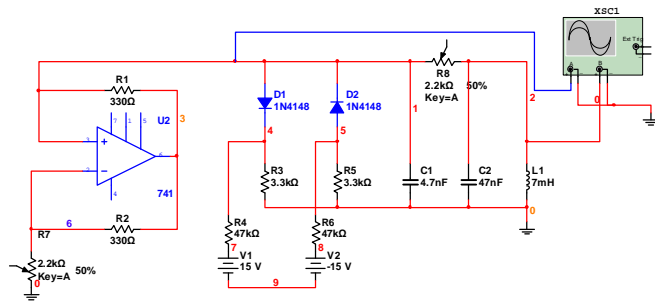 XSC1
Ext Trig
A
B
R1
330Ω
U2
3
7
1
5
3
2
6
4
741
R7
6
R2
330Ω
2.2kΩ
Key=A
50%
0
D1
1N4148
D2
1N4148
4
5
R3
3.3kΩ
R5
3.3kΩ
R4
47kΩ
7
R6
47kΩ
8
V1
15 V
V2
-15 V
9
R8
2.2kΩ
50%
Key=A
1
C1
4.7nF
C2
47nF
2
L1
7mH
0
0